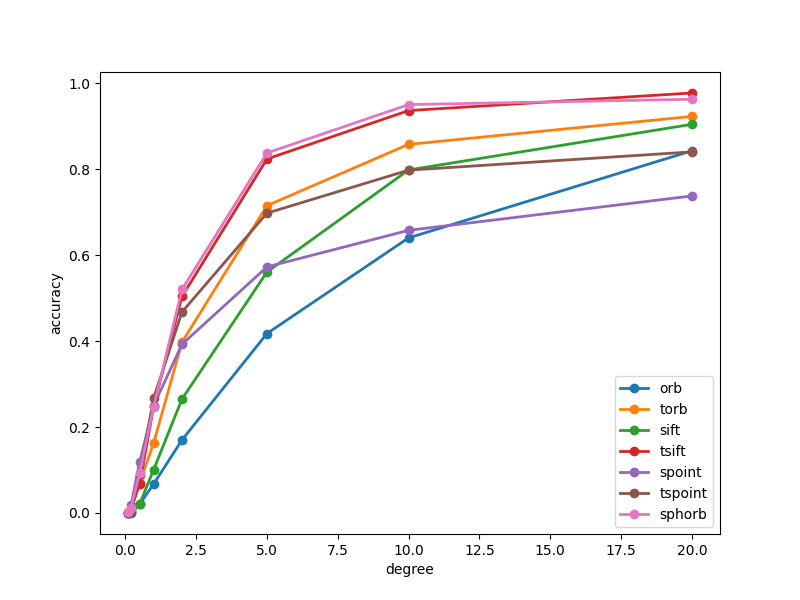 1.0
0.8
0.6
0.4
0.2
0.0
accuracy
0.0 2.5 5.0 7.5 10.0 12.5 15.0 17.5 20.0
degree
orb
torb
sift
tsift
spoint
tspoint
sphorb